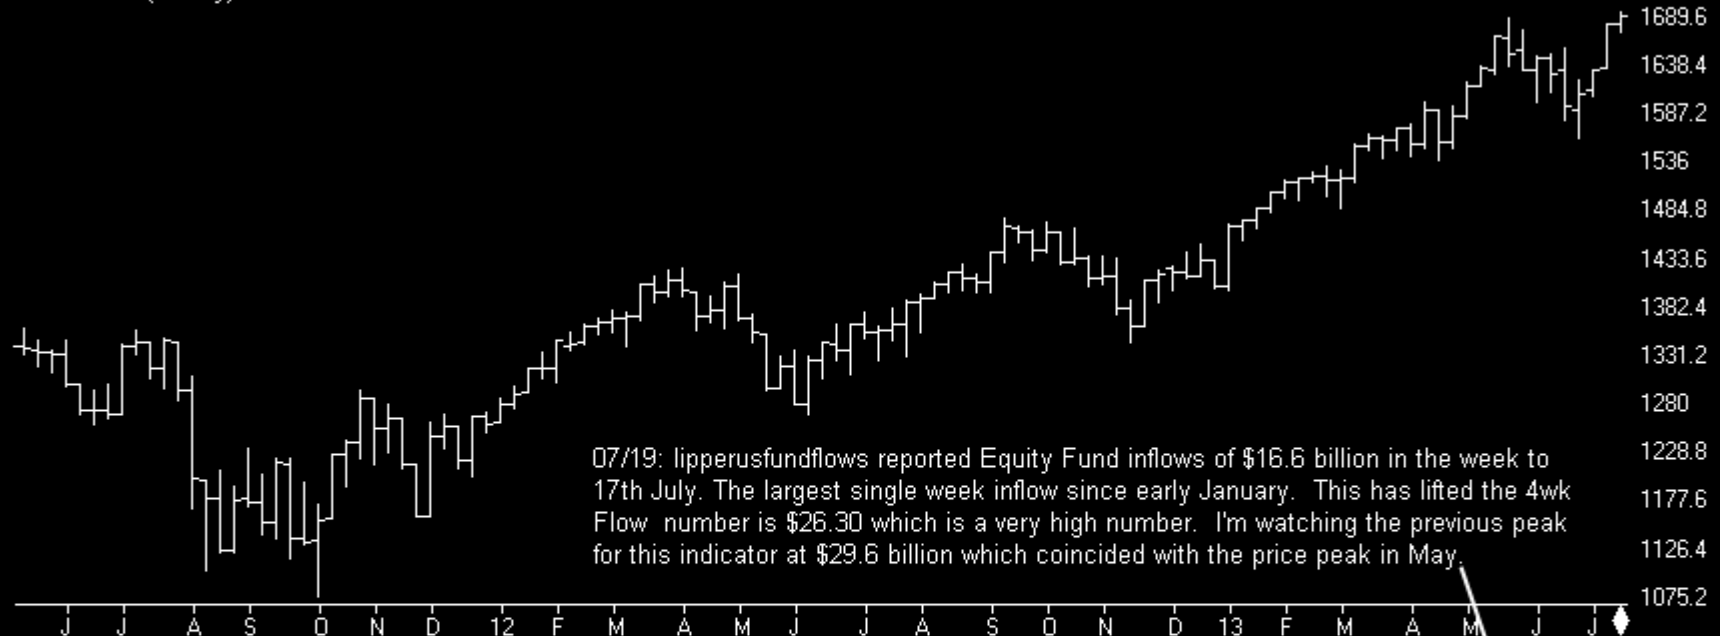 1689.6
1638.4
1587.2
1536
1484.8
1433.6
1382.4
1331.2
1280
1228.8
1177.6
1126.4
1075.2
07/19: lipperusfundflows reported Equity Fund inflows of $16.6 billion in the week to
17th July. The largest single week inflow since early January.  This has lifted the 4wk
Flow  number is $26.30 which is a very high number.  I'm watching the previous peak
for this indicator at $29.6 billion which coincided with the price peak in May.
J J A S O N D 12 F M A M J J A S O N D 13 F M A M J J